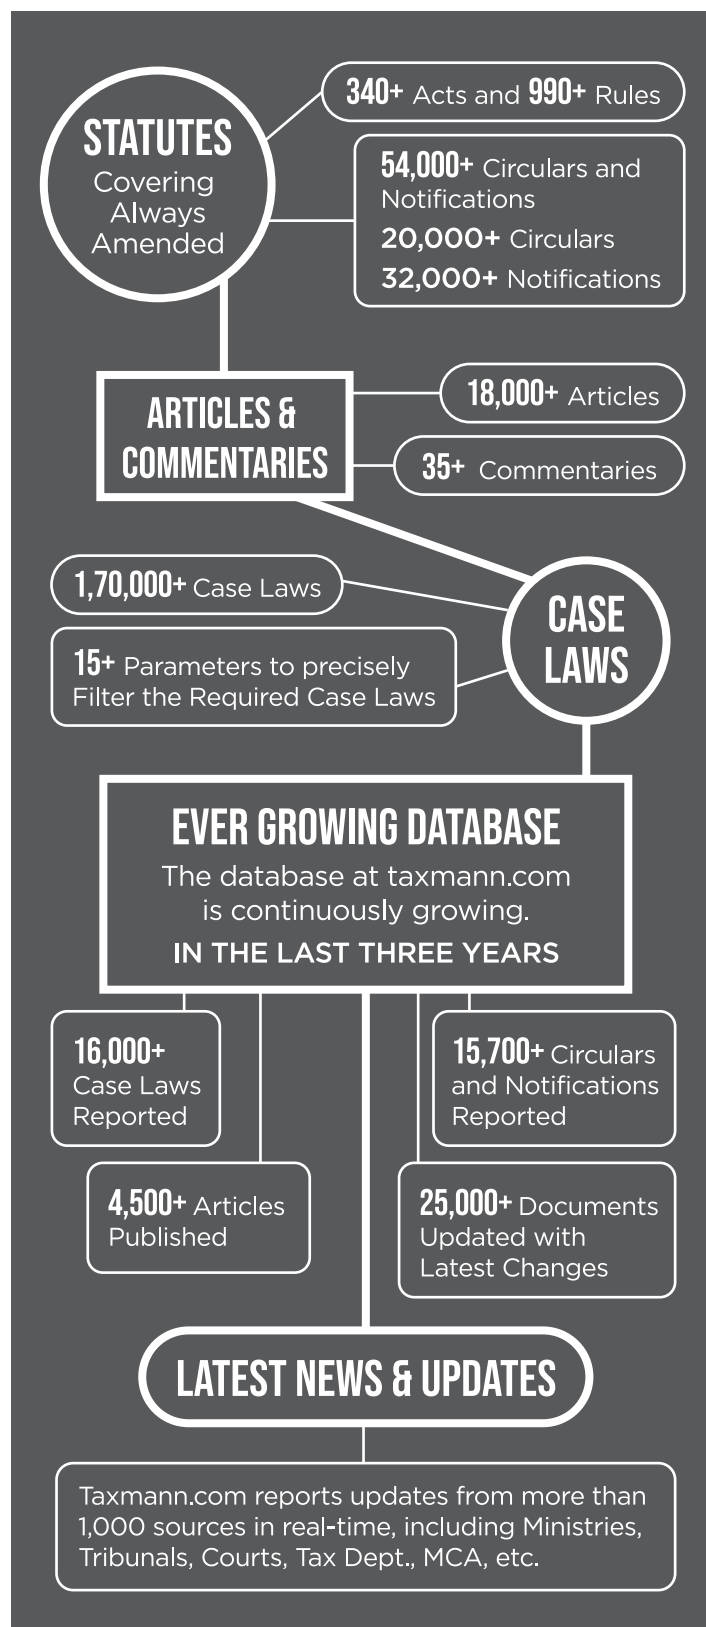 STATUTES
Covering
Always
Amended
340+ Acts and 990+ Rules
54,000+ Circulars and
Notifications
20,000+ Circulars
32,000+ Notifications
ARTICLES &
COMMENTARIES
18,000+ Articles
35+ Commentaries
1,70,000+ Case Laws
15+ Parameters to precisely
Filter the Required Case Laws
CASE
LAWS
EVER GROWING DATABASE
The database at taxmann.com
is continuously growing.
IN THE LAST THREE YEARS
16,000+
Case Laws
Reported
15,700+ Circulars
and Notifications
Reported
4,500+ Articles
Published
25,000+ Documents
Updated with
Latest Changes
LATEST NEWS & UPDATES
Taxmann.com reports updates from more than
1,000 sources in real-time, including Ministries,
Tribunals, Courts, Tax Dept., MCA, etc.